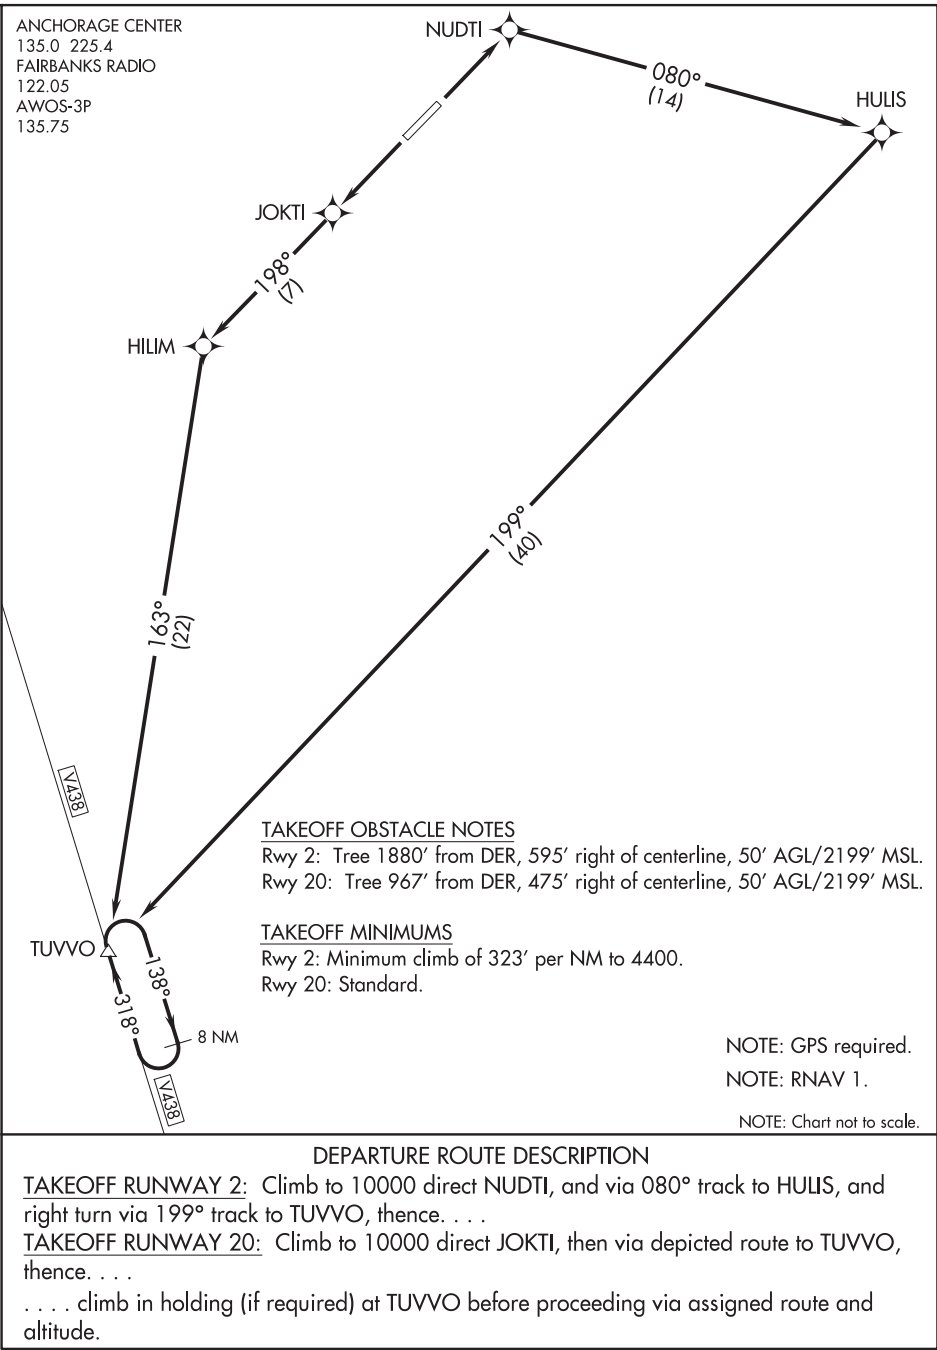 ANCHORAGE CENTER
135.0 225.4
FAIRBANKS RADIO
122.05
AWOS-3P
135.75
NUDTI
080°
(14)
HULIS
JOKTI
198°
(7)
HILIM
199°
(40)
163°
(22)
V438
TAKEOFF OBSTACLE NOTES
Rwy 2: Tree 1880' from DER, 595' right of centerline, 50' AGL/2199' MSL.
Rwy 20: Tree 967' from DER, 475' right of centerline, 50' AGL/2199' MSL.
TAKEOFF MINIMUMS
Rwy 2: Minimum climb of 323' per NM to 4400.
Rwy 20: Standard.
TUVVO
138°
318°
8 NM
V438
NOTE: GPS required.
NOTE: RNAV 1.
NOTE: Chart not to scale.
DEPARTURE ROUTE DESCRIPTION
TAKEOFF RUNWAY 2: Climb to 10000 direct NUDTI, and via 080° track to HULIS, and
right turn via 199° track to TUVVO, thence. . . .
TAKEOFF RUNWAY 20: Climb to 10000 direct JOKTI, then via depicted route to TUVVO,
thence. . . .
. . . . climb in holding (if required) at TUVVO before proceeding via assigned route and
altitude.